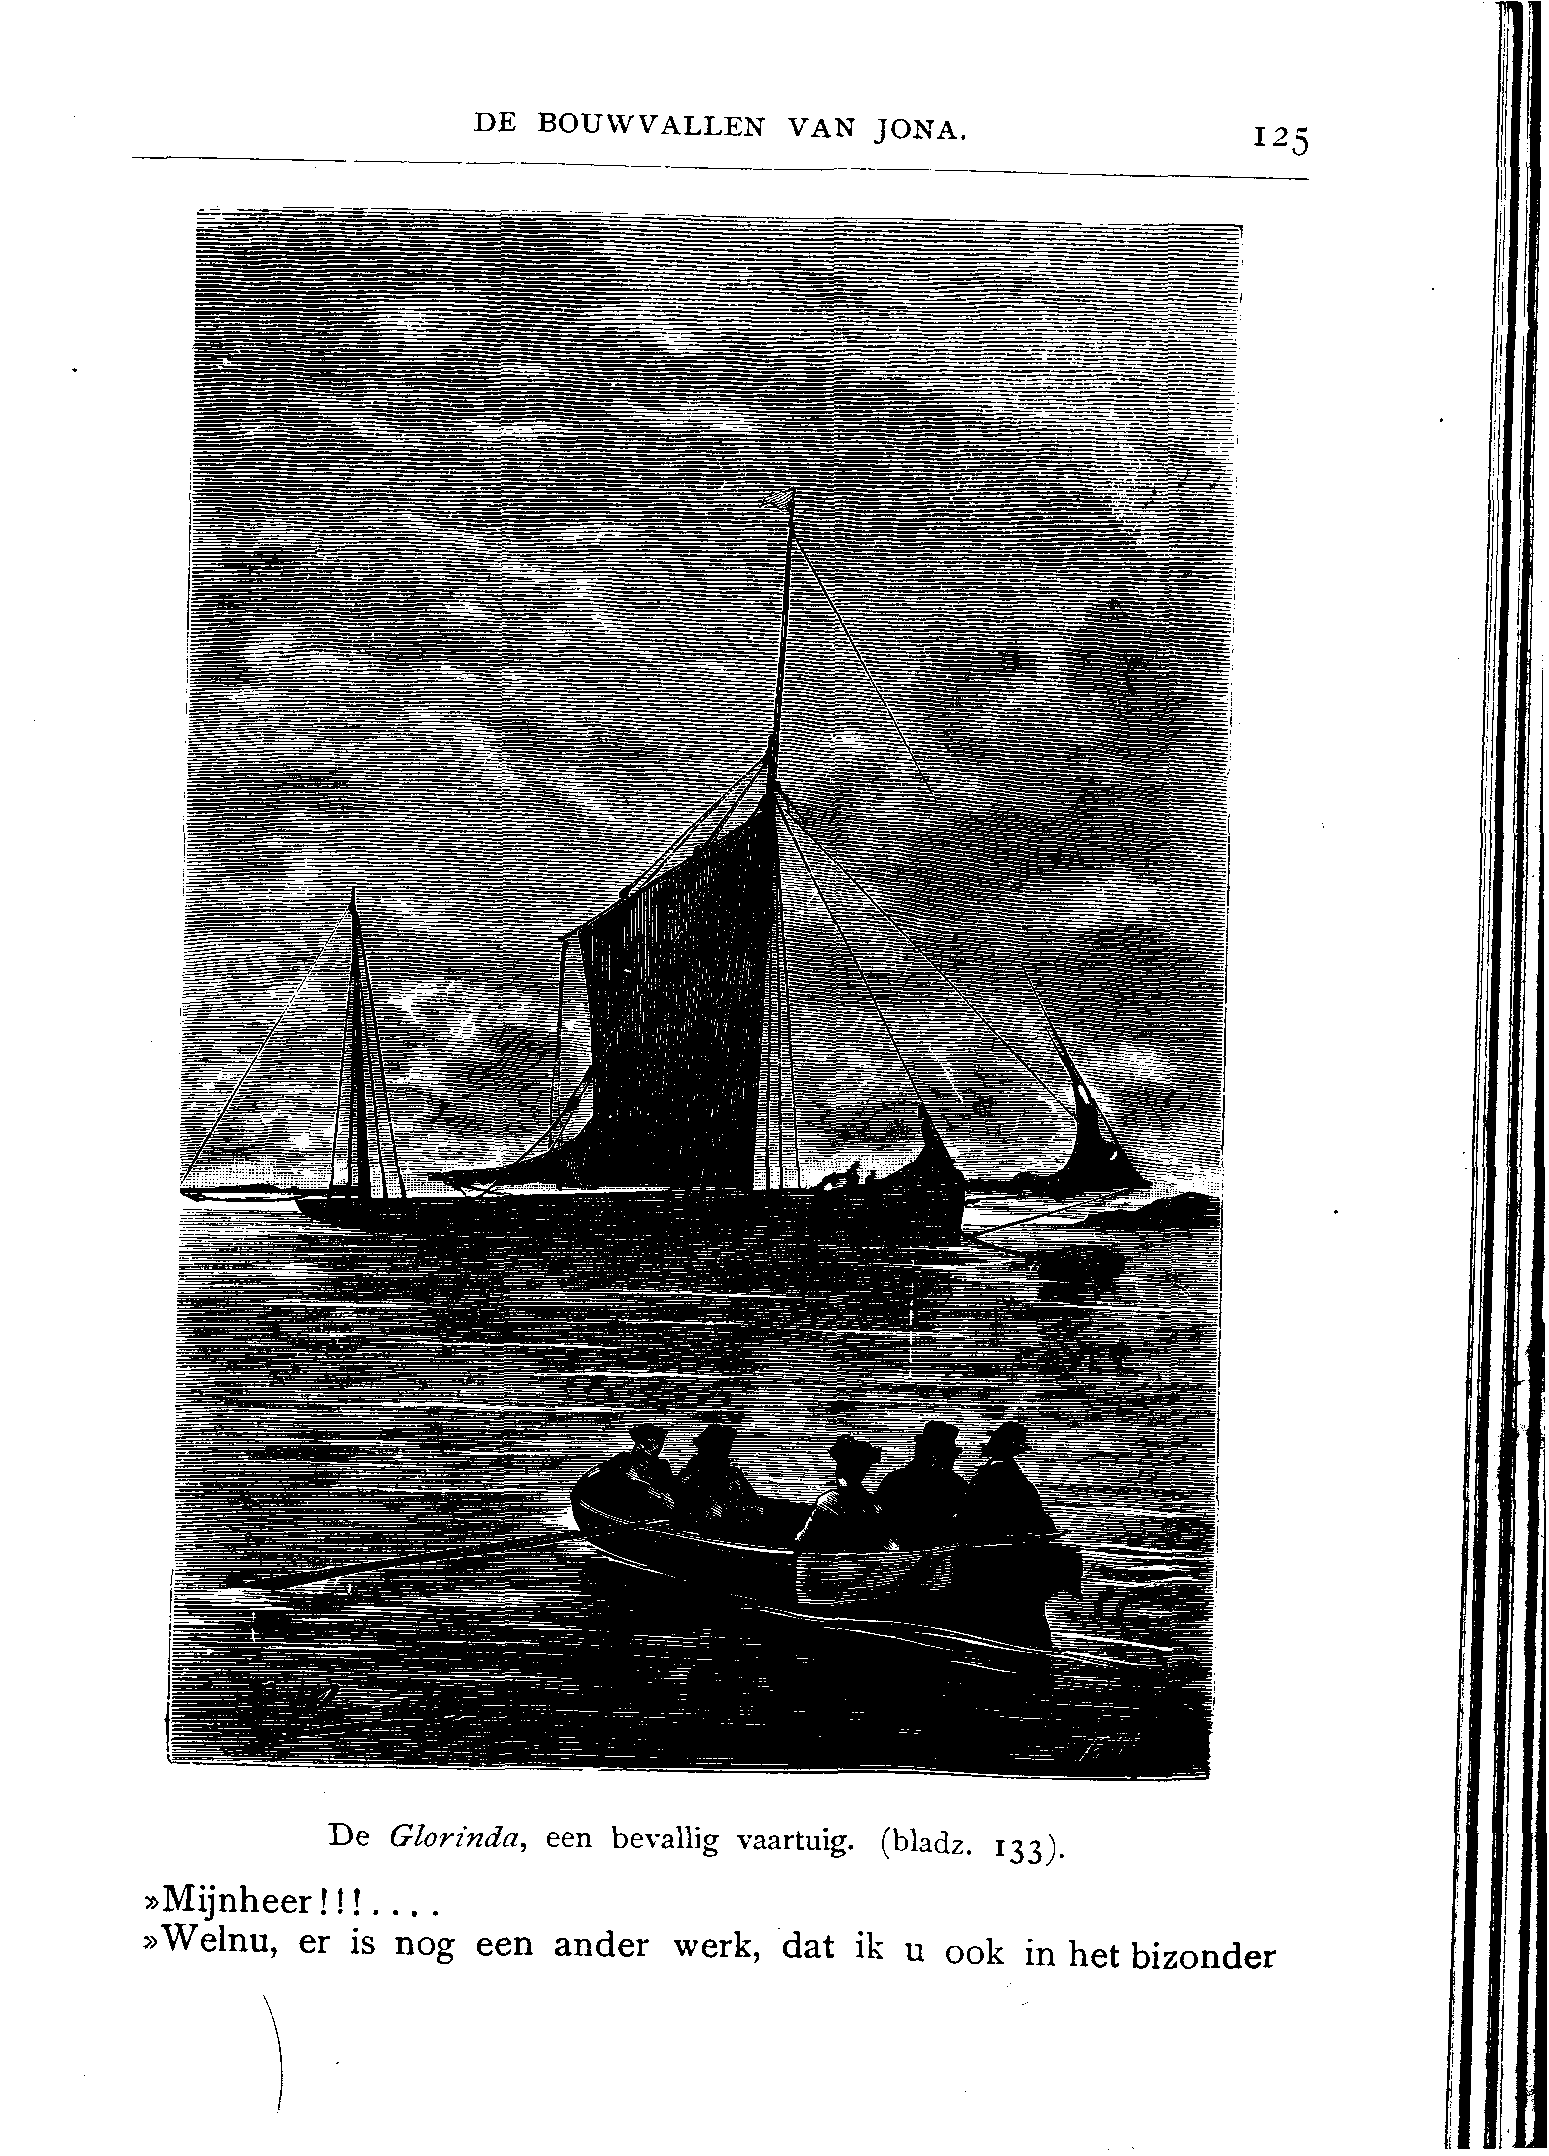 DE BOUWVALLEN VAN JONA. 125
De Glorinda, een bevallig vaartuig. (bladz. 133).
»Mijnheer!!!....
»Welnu, er is nog een ander werk, dat ik u ook in het bizonder